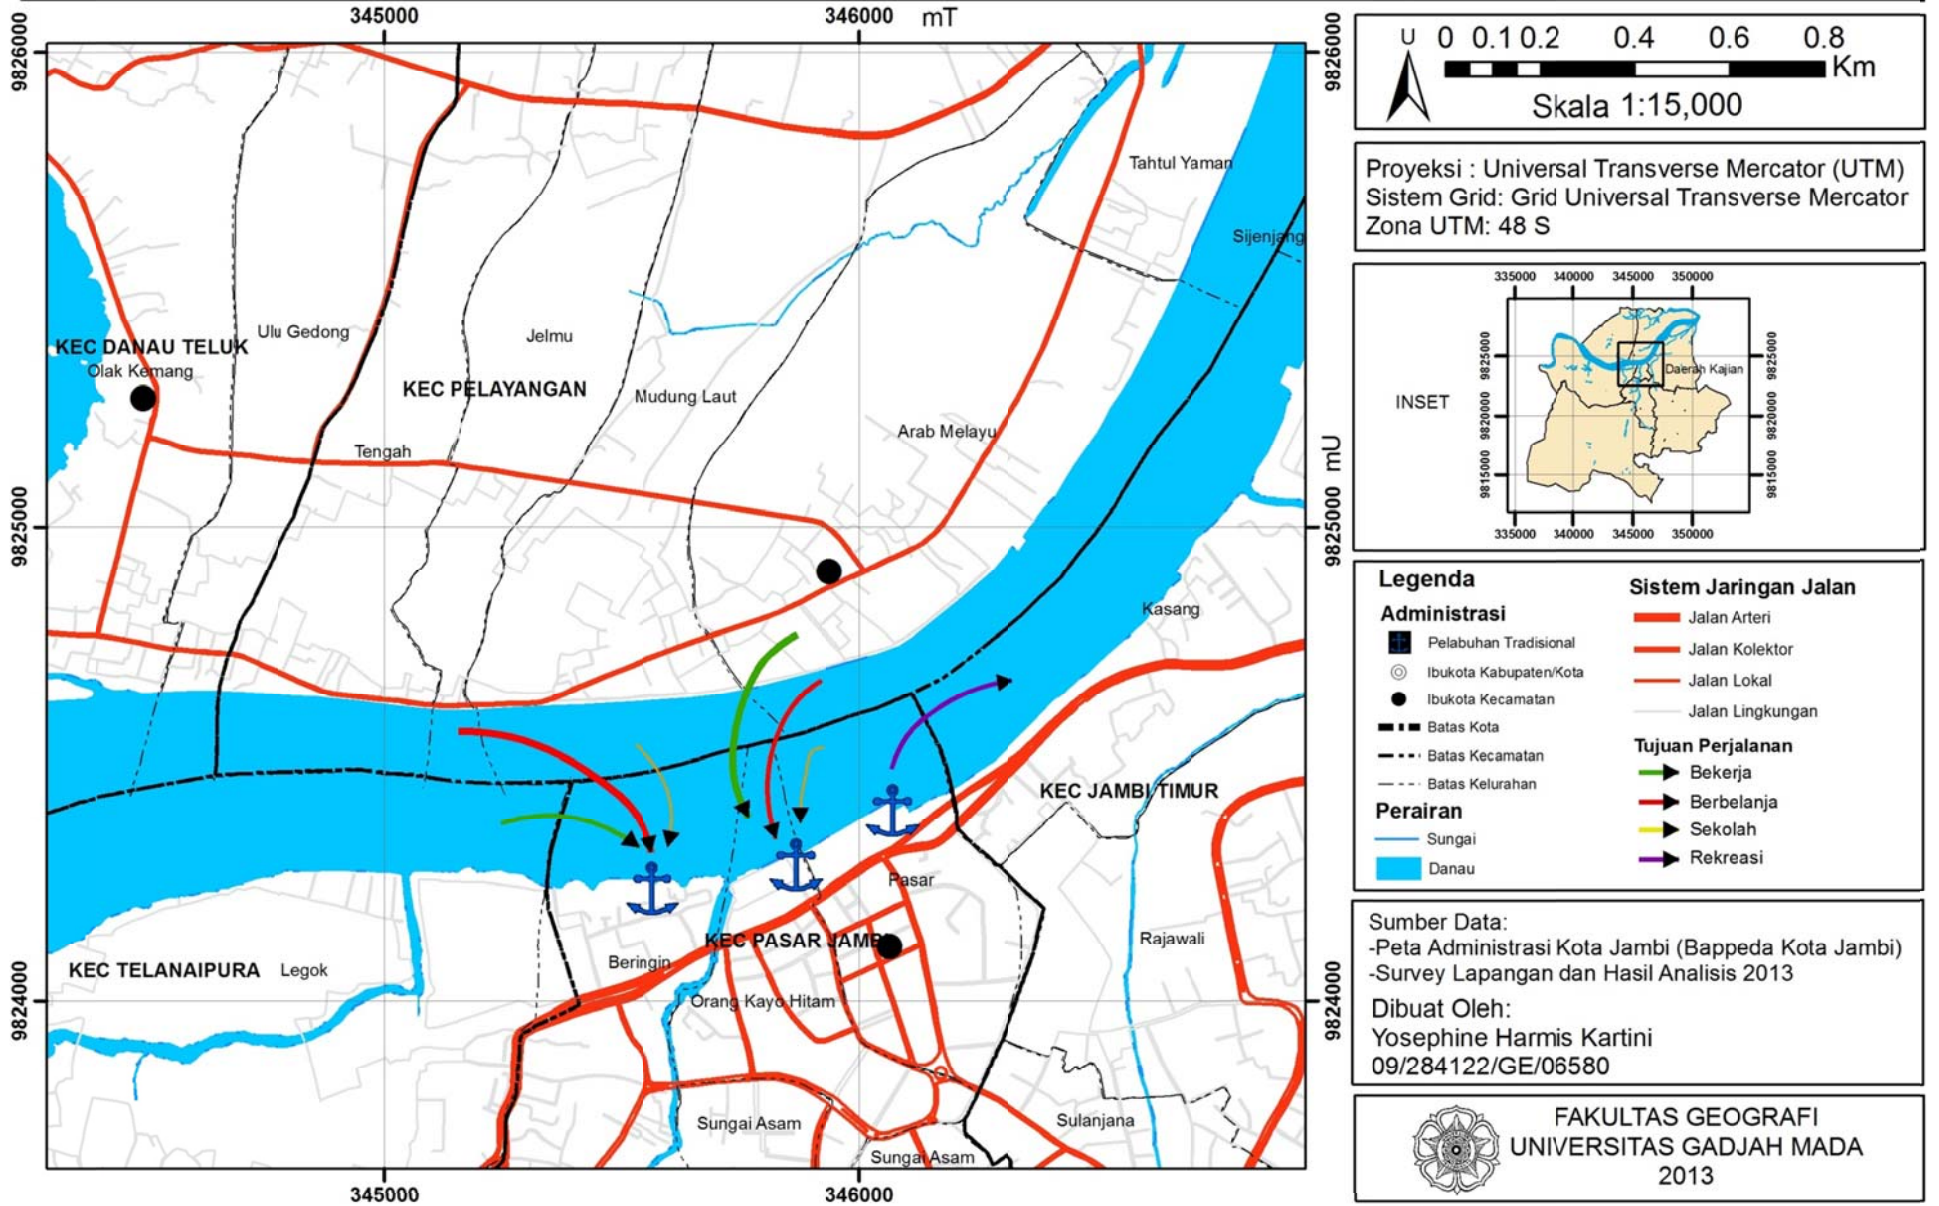 345000
346000
mT
9826000
9826000
Tahtul Yaman
Sijenjang
Ulu Gedong
Jelmu
KEC DANAU TELUK
Olak Kemang
KEC PELAYANGAN
Mudung Laut
Arab Melayu
Tengah
mU
9825000
9825000
Kasang
KEC JAMBI TIMUR
Pasar
KEC PASAR JAMBI
Rajawali
KEC TELANAIPURA
Legok
Beringin
Orang Kayo Hitam
9824000
9824000
Sungai Asam
Sulanjana
Sungai Asam
345000
346000
U
0 0.1 0.2 0.4 0.6 0.8
Km
Skala 1:15,000
Proyeksi : Universal Transverse Mercator (UTM)
Sistem Grid: Grid Universal Transverse Mercator
Zona UTM: 48 S
INSET
335000 340000 345000 350000
9825000
9825000
Daerah Kajian
9820000
9820000
9815000
9815000
335000 340000 345000 350000
Legenda
Administrasi
Pelabuhan Tradisional
Ibukota Kabupaten/Kota
Ibukota Kecamatan
Batas Kota
Batas Kecamatan
Batas Kelurahan
Perairan
Sungai
Danau
Sistem Jaringan Jalan
Jalan Arteri
Jalan Kolektor
Jalan Lokal
Jalan Lingkungan
Tujuan Perjalanan
Bekerja
Berbelanja
Sekolah
Rekreasi
Sumber Data:
-Peta Administrasi Kota Jambi (Bappeda Kota Jambi)
-Survey Lapangan dan Hasil Analisis 2013
Dibuat Oleh:
Yosephine Harmis Kartini
09/284122/GE/06580
FAKULTAS GEOGRAFI
UNIVERSITAS GADJAH MADA
2013